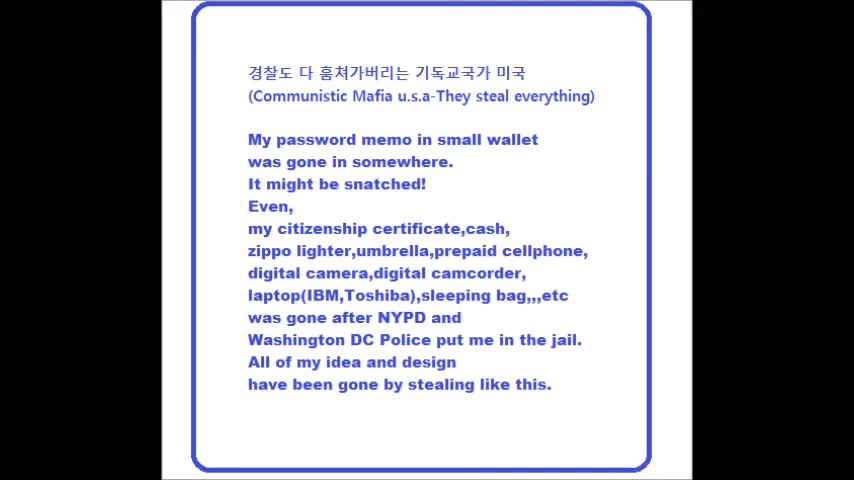 경찰도 다 훔쳐가버리는 기독교국가 미국
(Communistic Mafia u.s.a-They steal everything)
My password memo in small wallet
was gone in somewhere.
It might be snatched!
Even,
my citizenship certificate,cash,
zippo lighter,umbrella,prepaid cellphone,
digital camera,digital camcorder,
laptop(IBM,Toshiba),sleeping bag,,,etc
was gone after NYPD and
Washington DC Police put me in the jail.
All of my idea and design
have been gone by stealing like this.